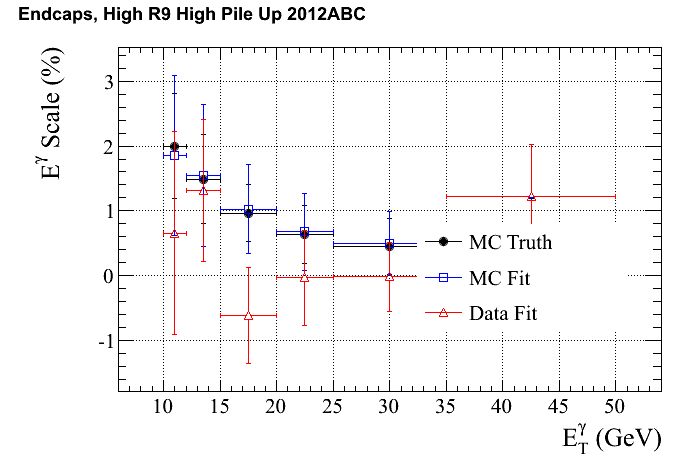 Endcaps, High R9 High Pile Up 2012ABC
E^γ Scale (%)
3
2
1
0
-1
MC Truth
MC Fit
Data Fit
10 15 20 25 30 35 40 45 50
E_T^γ (GeV)